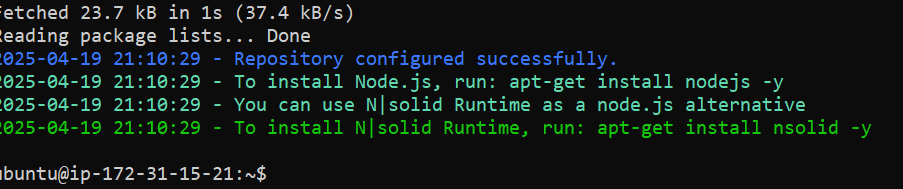 Fetched 23.7 kB in 1s (37.4 kB/s)
Reading package lists... Done
2025-04-19 21:10:29 - Repository configured successfully.
2025-04-19 21:10:29 - To install Node.js, run: apt-get install nodejs -y
2025-04-19 21:10:29 - You can use N|solid Runtime as a node.js alternative
2025-04-19 21:10:29 - To install N|solid Runtime, run: apt-get install nsolid -y
ubuntu@ip-172-31-15-21:~$